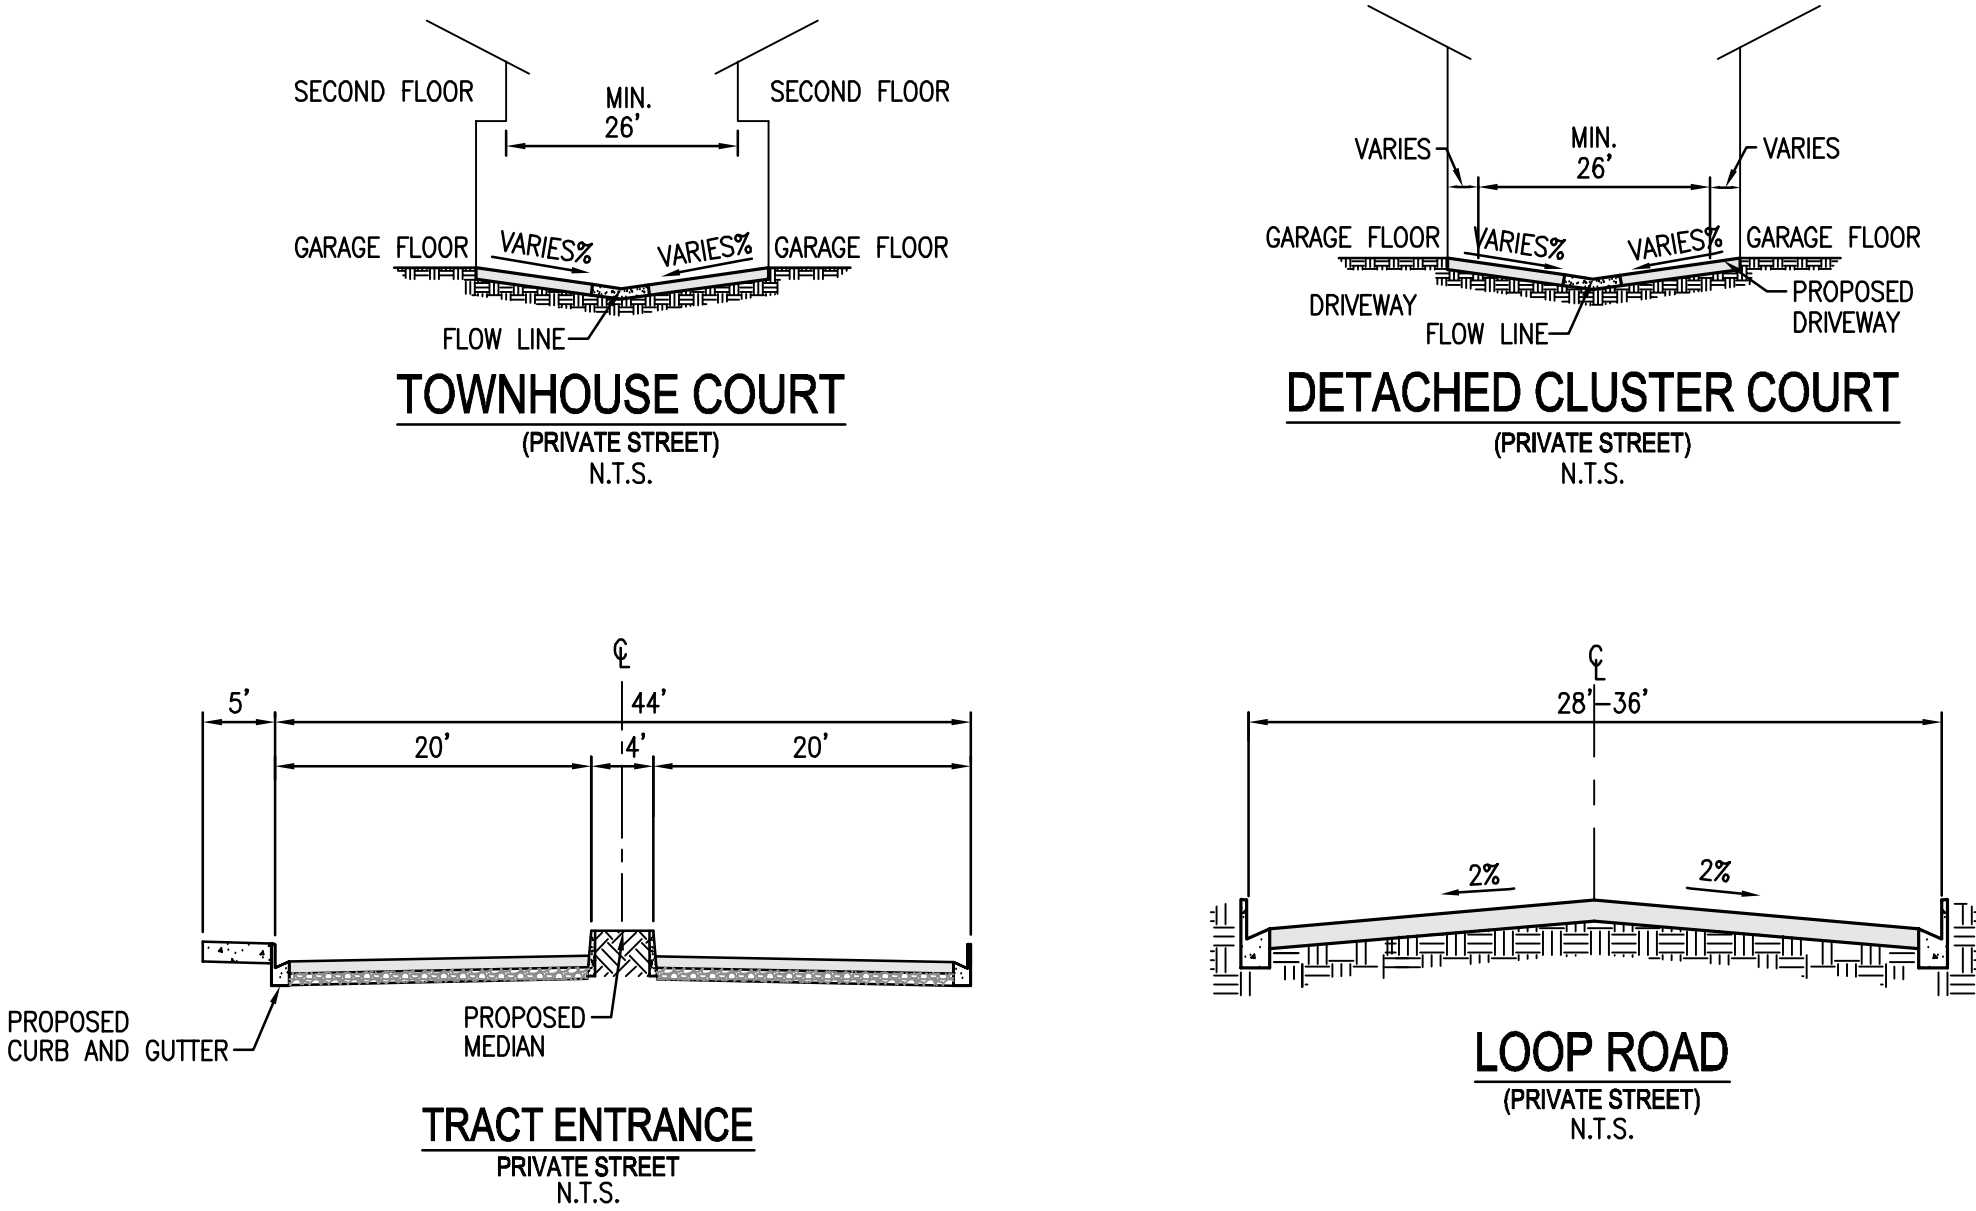 SECOND FLOOR
MIN.
26'
SECOND FLOOR
GARAGE FLOOR
VARIES%
VARIES%
GARAGE FLOOR
FLOW LINE
TOWNHOUSE COURT
(PRIVATE STREET)
N.T.S.
VARIES
MIN.
26'
VARIES
GARAGE FLOOR
VARIES%
VARIES%
GARAGE FLOOR
DRIVEWAY
PROPOSED
DRIVEWAY
FLOW LINE
DETACHED CLUSTER COURT
(PRIVATE STREET)
N.T.S.
℄
5'
44'
20'
4'
20'
PROPOSED
CURB AND GUTTER
PROPOSED
MEDIAN
TRACT ENTRANCE
PRIVATE STREET
N.T.S.
℄
28'-36'
2%
2%
LOOP ROAD
(PRIVATE STREET)
N.T.S.